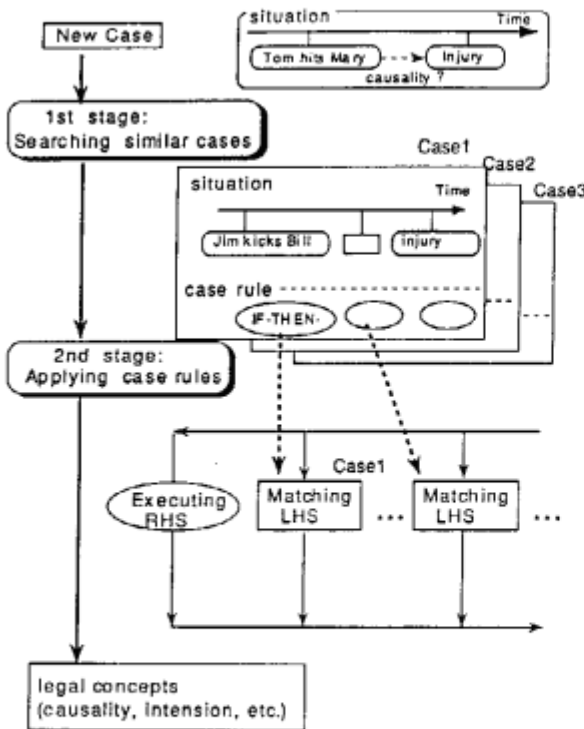 New Case
situation
Time
Tom hits Mary
Injury
causality ?
1st stage:
Searching similar cases
Case1
Case2
Case3
situation
Time
Jim kicks Bill
injury
case rule
IF-THEN-
2nd stage:
Applying case rules
Case1
Executing
RHS
Matching
LHS
...
Matching
LHS
...
legal concepts
(causality, intension, etc.)